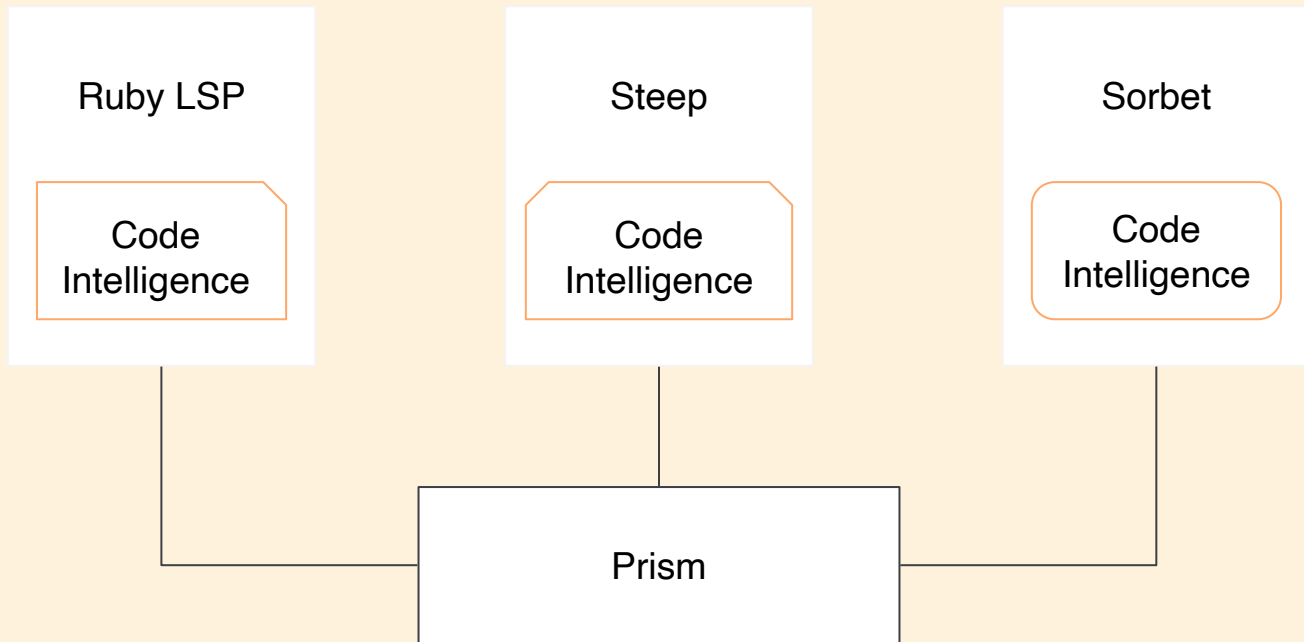 Ruby LSP
Code
Intelligence
Steep
Code
Intelligence
Sorbet
Code
Intelligence
Prism